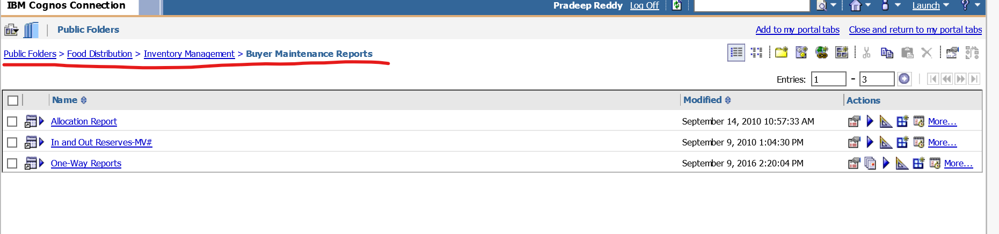 IBM Cognos Connection
Pradeep Reddy Log Off Launch
Public Folders Add to my portal tabs Close and return to my portal tabs
Public Folders > Food Distribution > Inventory Management > Buyer Maintenance Reports
Entries: 1 - 3
Name Modified Actions
Allocation Report September 14, 2010 10:57:33 AM More...
In and Out Reserves-MV# September 9, 2010 1:04:30 PM More...
One-Way Reports September 9, 2016 2:20:04 PM More...